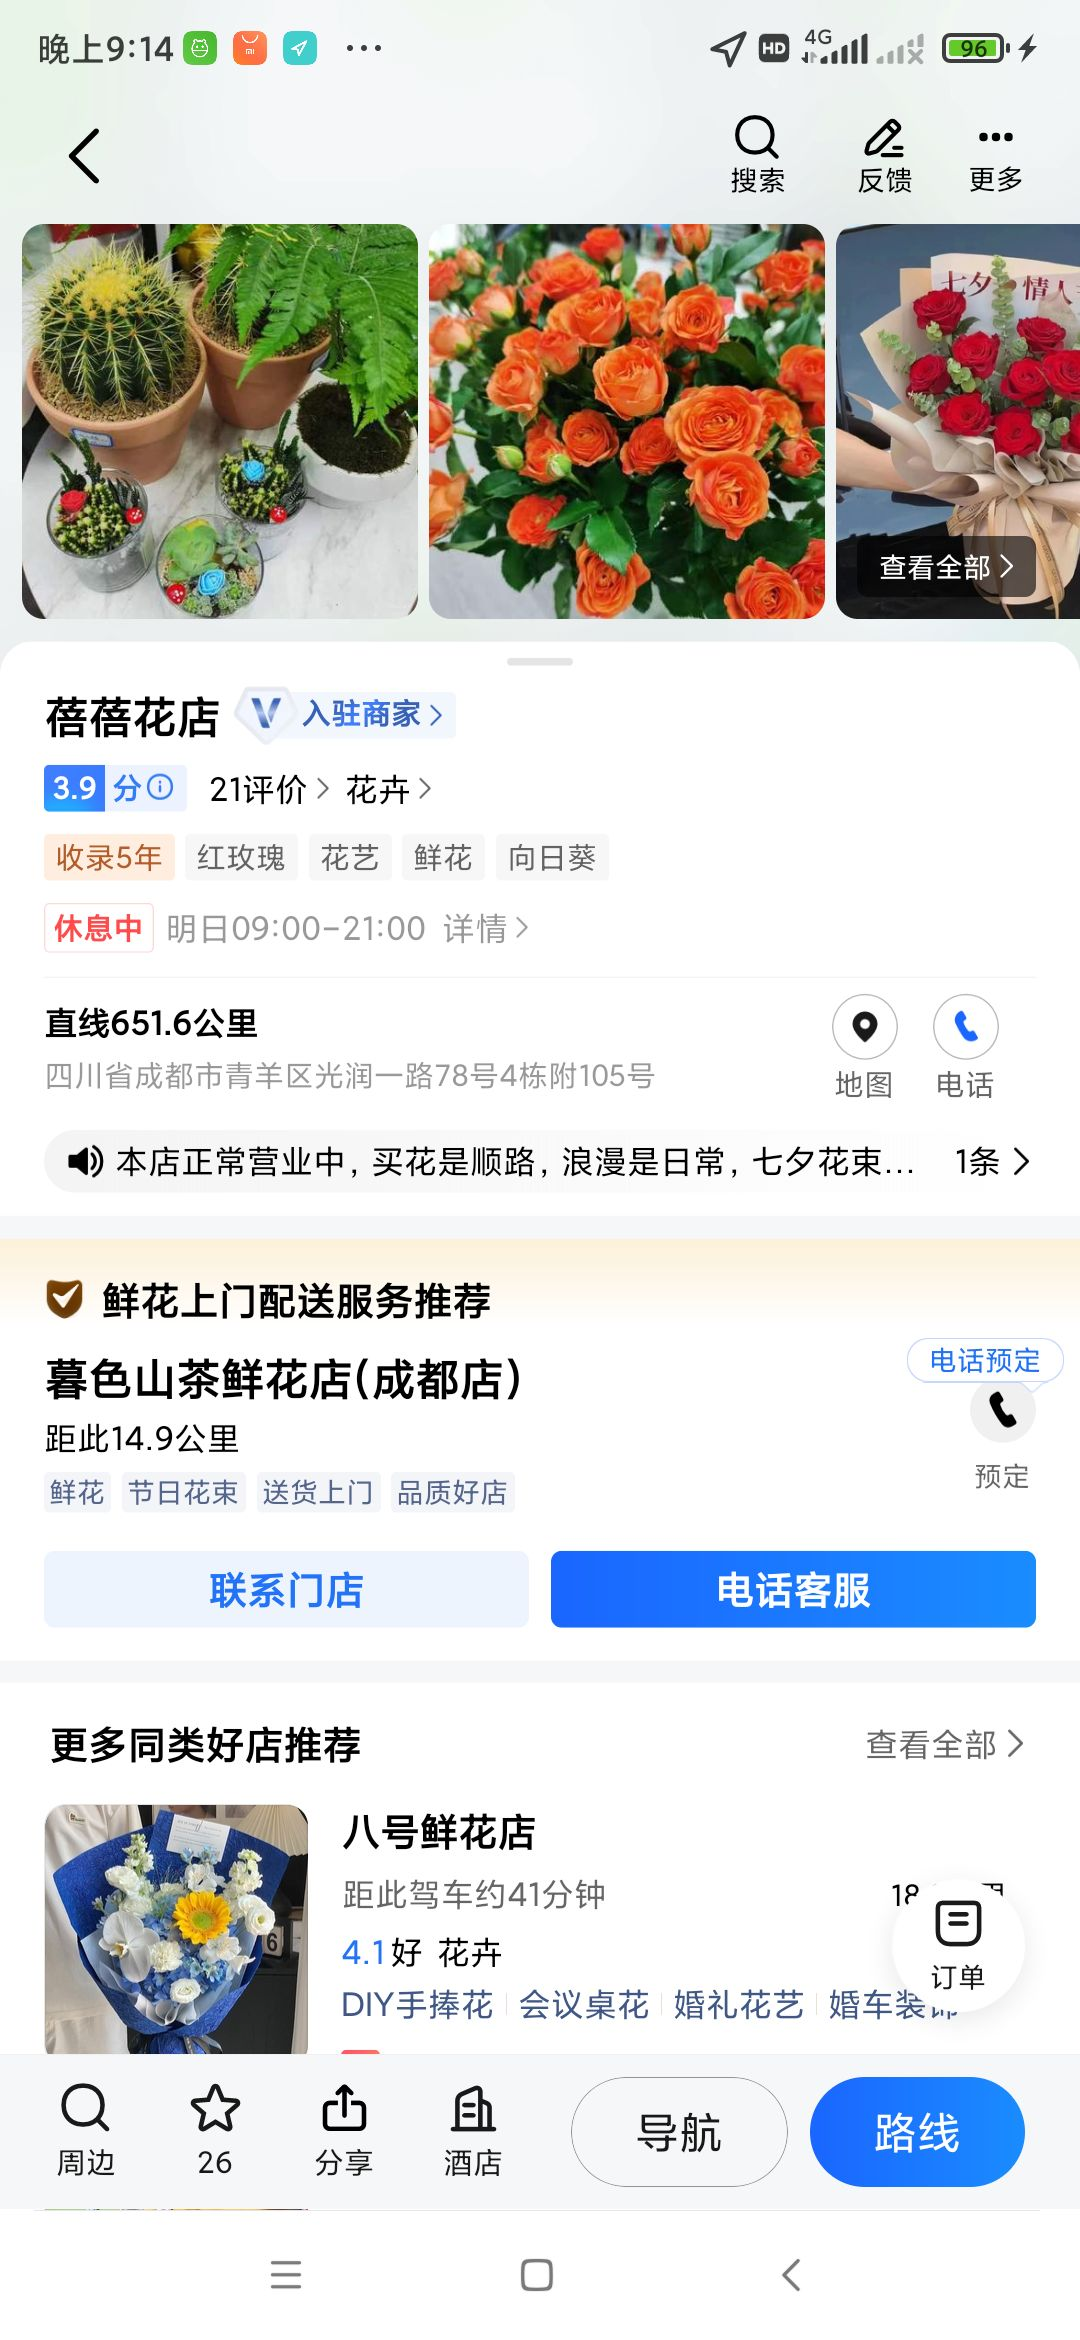 晚上9:14
HD
4G
96
搜索
反馈
更多
七夕 情人
查看全部
蓓蓓花店
入驻商家
3.9分
21评价
花卉
收录5年
红玫瑰
花艺
鲜花
向日葵
休息中
明日09:00-21:00
详情
直线651.6公里
四川省成都市青羊区光润一路78号4栋附105号
地图
电话
本店正常营业中，买花是顺路，浪漫是日常，七夕花束...
1条
鲜花上门配送服务推荐
暮色山茶鲜花店(成都店)
电话预定
距此14.9公里
预定
鲜花
节日花束
送货上门
品质好店
联系门店
电话客服
更多同类好店推荐
查看全部
八号鲜花店
距此驾车约41分钟
4.1好 花卉
订单
DIY手捧花
会议桌花
婚礼花艺
婚车装饰
周边
26
分享
酒店
导航
路线